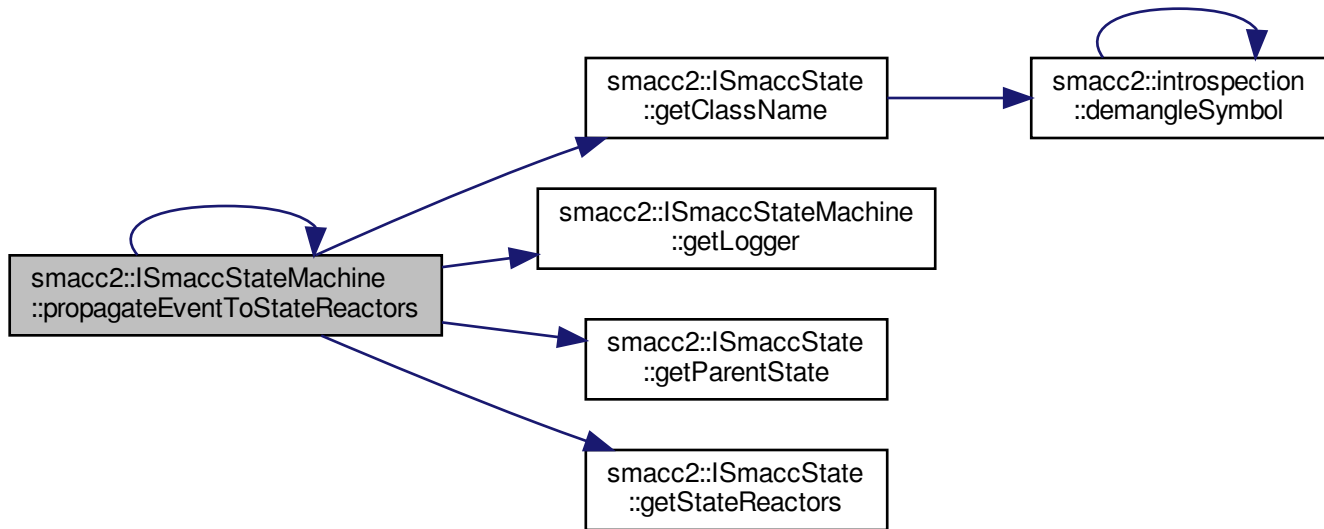 smacc2::ISmaccStateMachine
::propagateEventToStateReactors
smacc2::ISmaccState
::getClassName
smacc2::introspection
::demangleSymbol
smacc2::ISmaccStateMachine
::getLogger
smacc2::ISmaccState
::getParentState
smacc2::ISmaccState
::getStateReactors